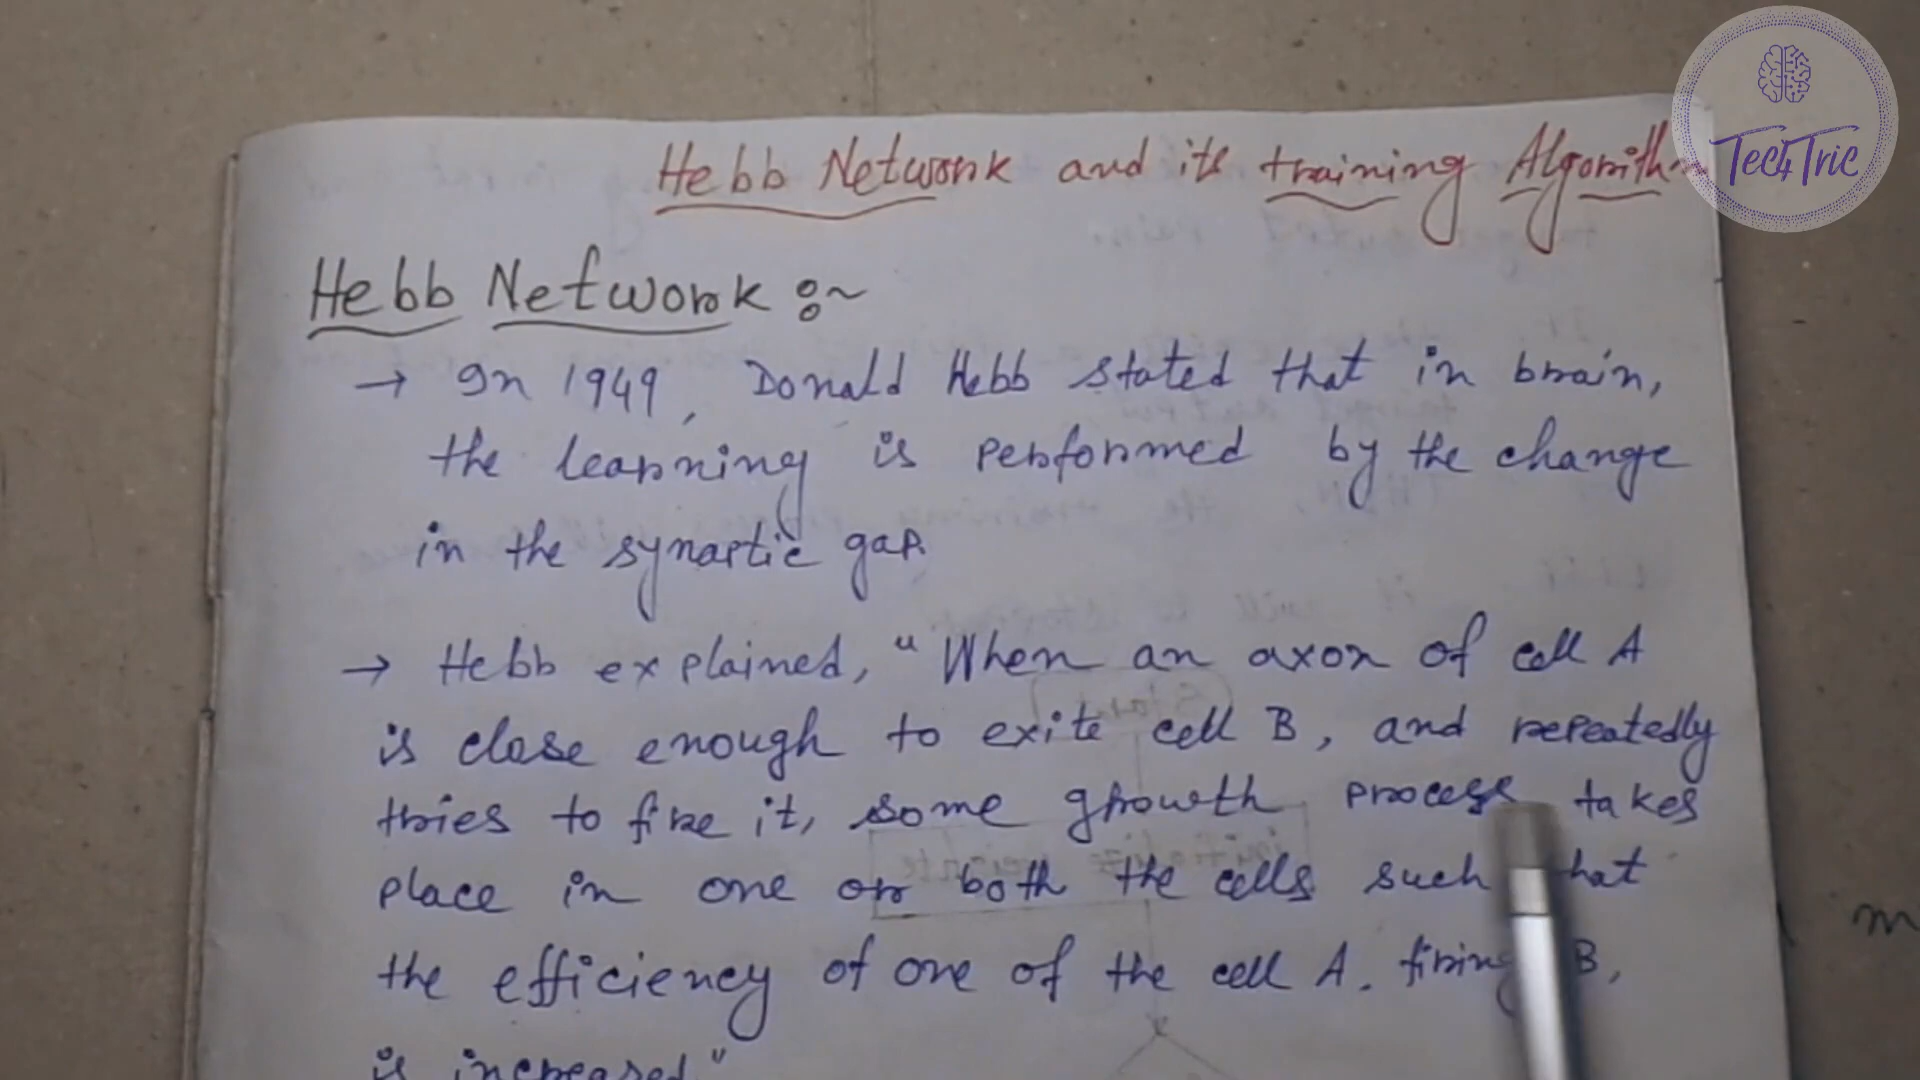 Hebb Network and its training Algorithm
Tec4Tric
Hebb Network :~
→ In 1949, Donald Hebb stated that in brain,
the learning is performed by the change
in the synaptic gap.
→ Hebb explained, "When an axon of cell A
is close enough to exite cell B, and repeatedly
tries to fire it, some growth process takes
place in one or both the cells such that
the efficiency of one of the cell A. firing B,
is increased"